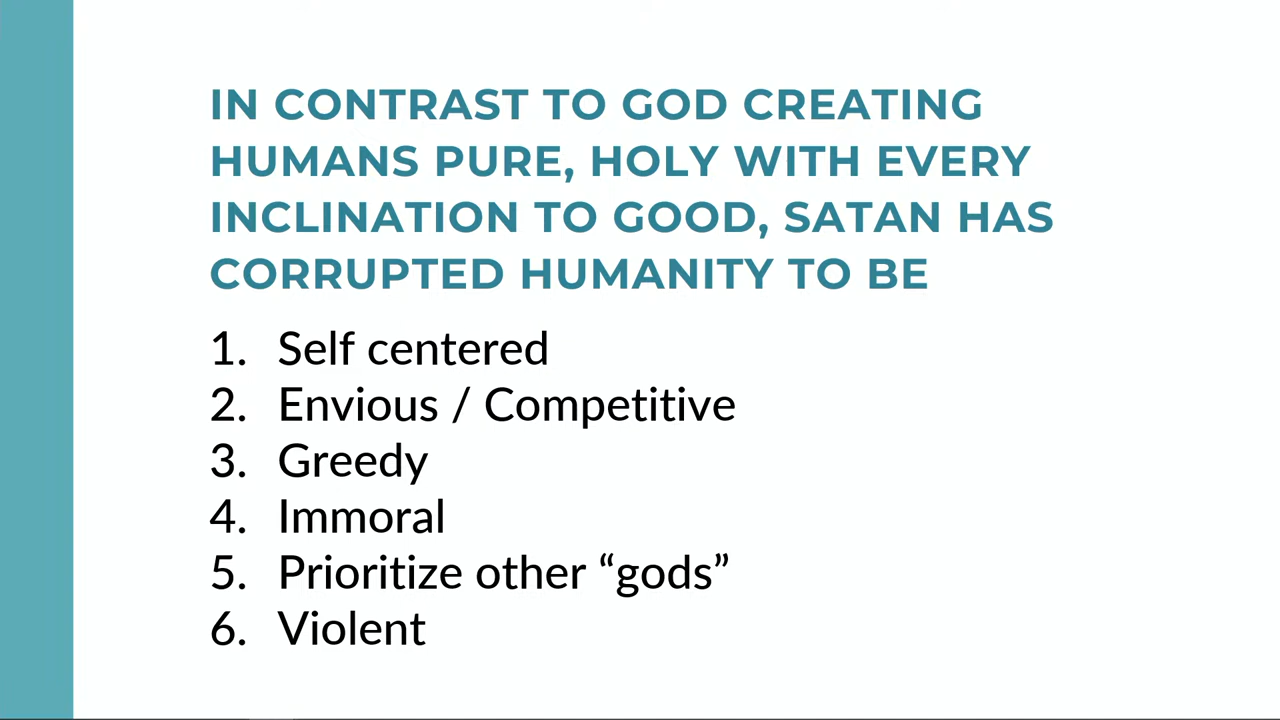 IN CONTRAST TO GOD CREATING
HUMANS PURE, HOLY WITH EVERY
INCLINATION TO GOOD, SATAN HAS
CORRUPTED HUMANITY TO BE
1. Self centered
2. Envious / Competitive
3. Greedy
4. Immoral
5. Prioritize other “gods”
6. Violent